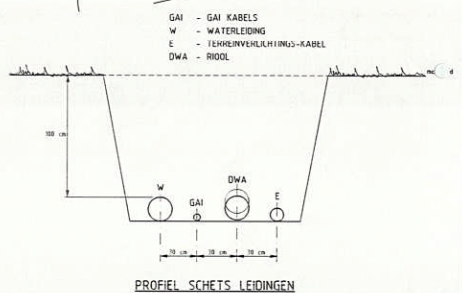 GAI - GAI KABELS
W - WATERLEIDING
E - TERREINVERLICHTINGS-KABEL
DWA - RIOOL
100 cm
W
GAI
DWA
E
30 cm
30 cm
30 cm
PROFIEL SCHETS LEIDINGEN